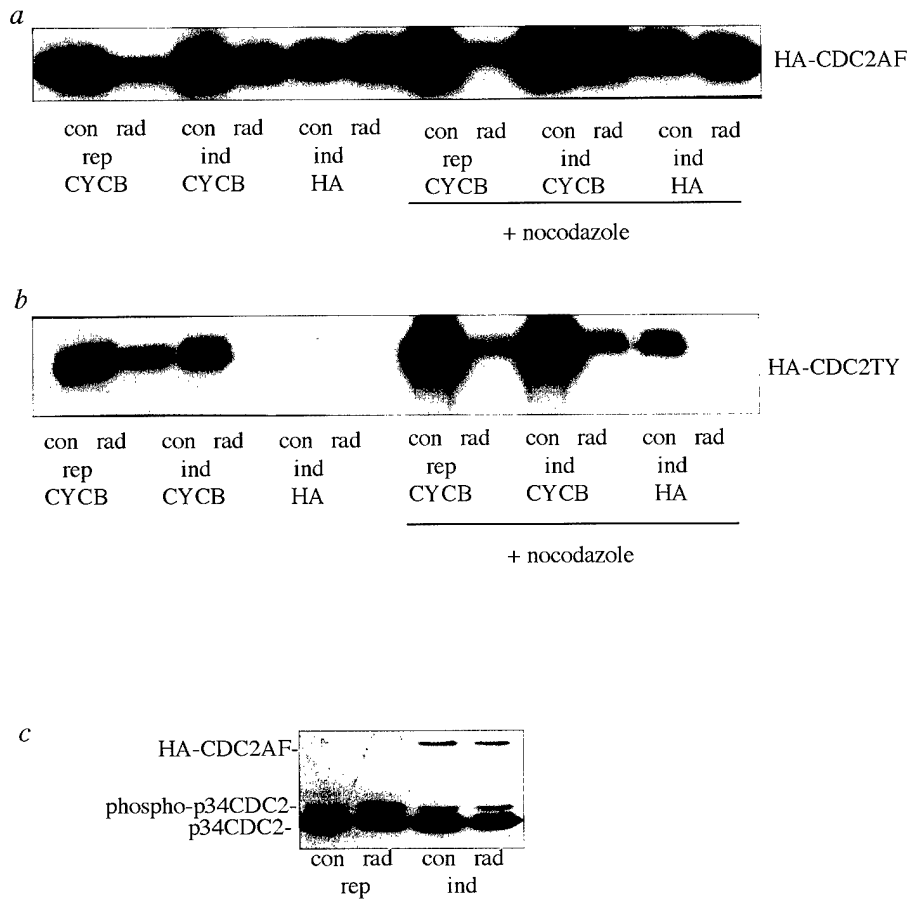 a
HA-CDC2AF
con rad con rad con rad con rad con rad con rad
rep ind ind rep ind ind
CYCB CYCB HA CYCB CYCB HA
+ nocodazole
b
HA-CDC2TY
con rad con rad con rad con rad con rad con rad
rep ind ind rep ind ind
CYCB CYCB HA CYCB CYCB HA
+ nocodazole
c
HA-CDC2AF-
phospho-p34CDC2-
p34CDC2-
con rad con rad
rep ind